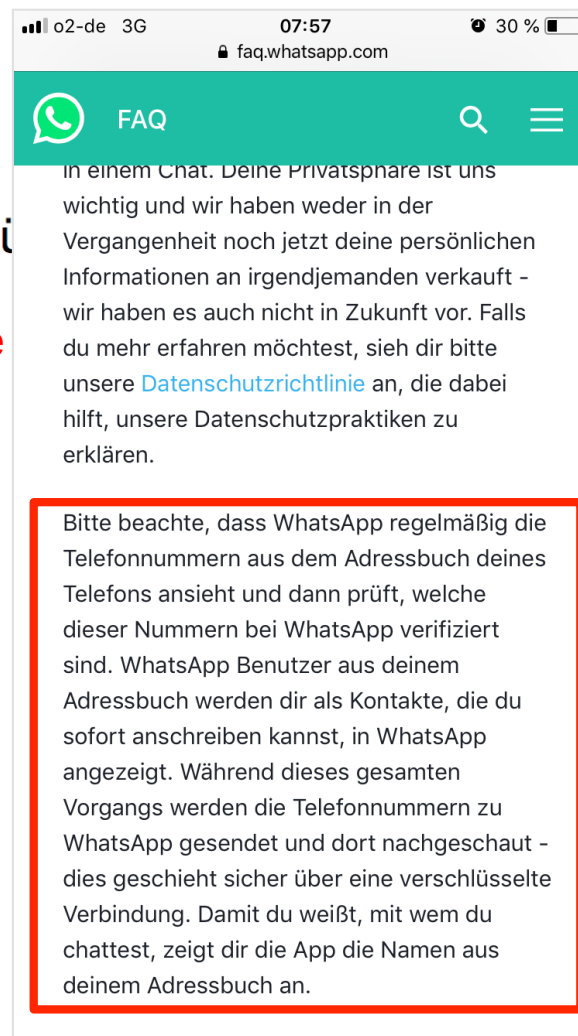 o2-de 3G 07:57 30 %
faq.whatsapp.com
FAQ
in einem Chat. Deine Privatsphäre ist uns
wichtig und wir haben weder in der
Vergangenheit noch jetzt deine persönlichen
Informationen an irgendjemanden verkauft -
wir haben es auch nicht in Zukunft vor. Falls
du mehr erfahren möchtest, sieh dir bitte
unsere Datenschutzrichtlinie an, die dabei
hilft, unsere Datenschutzpraktiken zu
erklären.
Bitte beachte, dass WhatsApp regelmäßig die
Telefonnummern aus dem Adressbuch deines
Telefons ansieht und dann prüft, welche
dieser Nummern bei WhatsApp verifiziert
sind. WhatsApp Benutzer aus deinem
Adressbuch werden dir als Kontakte, die du
sofort anschreiben kannst, in WhatsApp
angezeigt. Während dieses gesamten
Vorgangs werden die Telefonnummern zu
WhatsApp gesendet und dort nachgeschaut -
dies geschieht sicher über eine verschlüsselte
Verbindung. Damit du weißt, mit wem du
chattest, zeigt dir die App die Namen aus
deinem Adressbuch an.